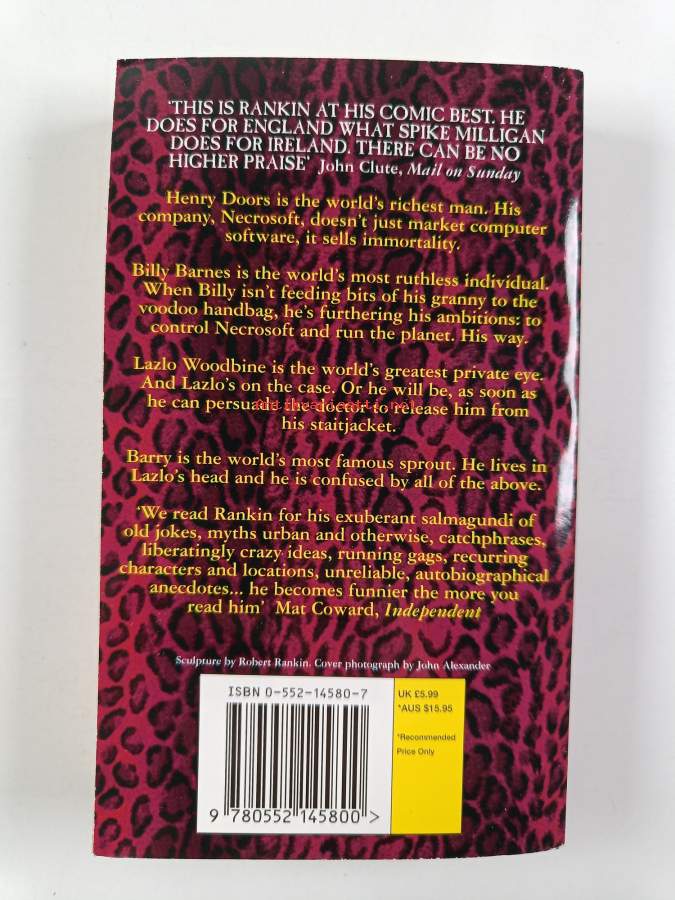 'THIS IS RANKIN AT HIS COMIC BEST. HE
DOES FOR ENGLAND WHAT SPIKE MILLIGAN
DOES FOR IRELAND. THERE CAN BE NO
HIGHER PRAISE' John Clute, Mail on Sunday
Henry Doors is the world's richest man. His
company, Necrosoft, doesn't just market computer
software, it sells immortality.
Billy Barnes is the world's most ruthless individual.
When Billy isn't feeding bits of his granny to the
voodoo handbag, he's furthering his ambitions: to
control Necrosoft and run the planet. His way.
Lazlo Woodbine is the world's greatest private eye.
And Lazlo's on the case. Or he will be, as soon as
he can persuade the doctor to release him from
his staitjacket.
Barry is the world's most famous sprout. He lives in
Lazlo's head and he is confused by all of the above.
'We read Rankin for his exuberant salmagundi of
old jokes, myths urban and otherwise, catchphrases,
liberatingly crazy ideas, running gags, recurring
characters and locations, unreliable, autobiographical
anecdotes... he becomes funnier the more you
read him' Mat Coward, Independent
Sculpture by Robert Rankin. Cover photograph by John Alexander
ISBN 0-552-14580-7
9 780552 145800 >
UK £5.99
*AUS $15.95
*Recommended
Price Only